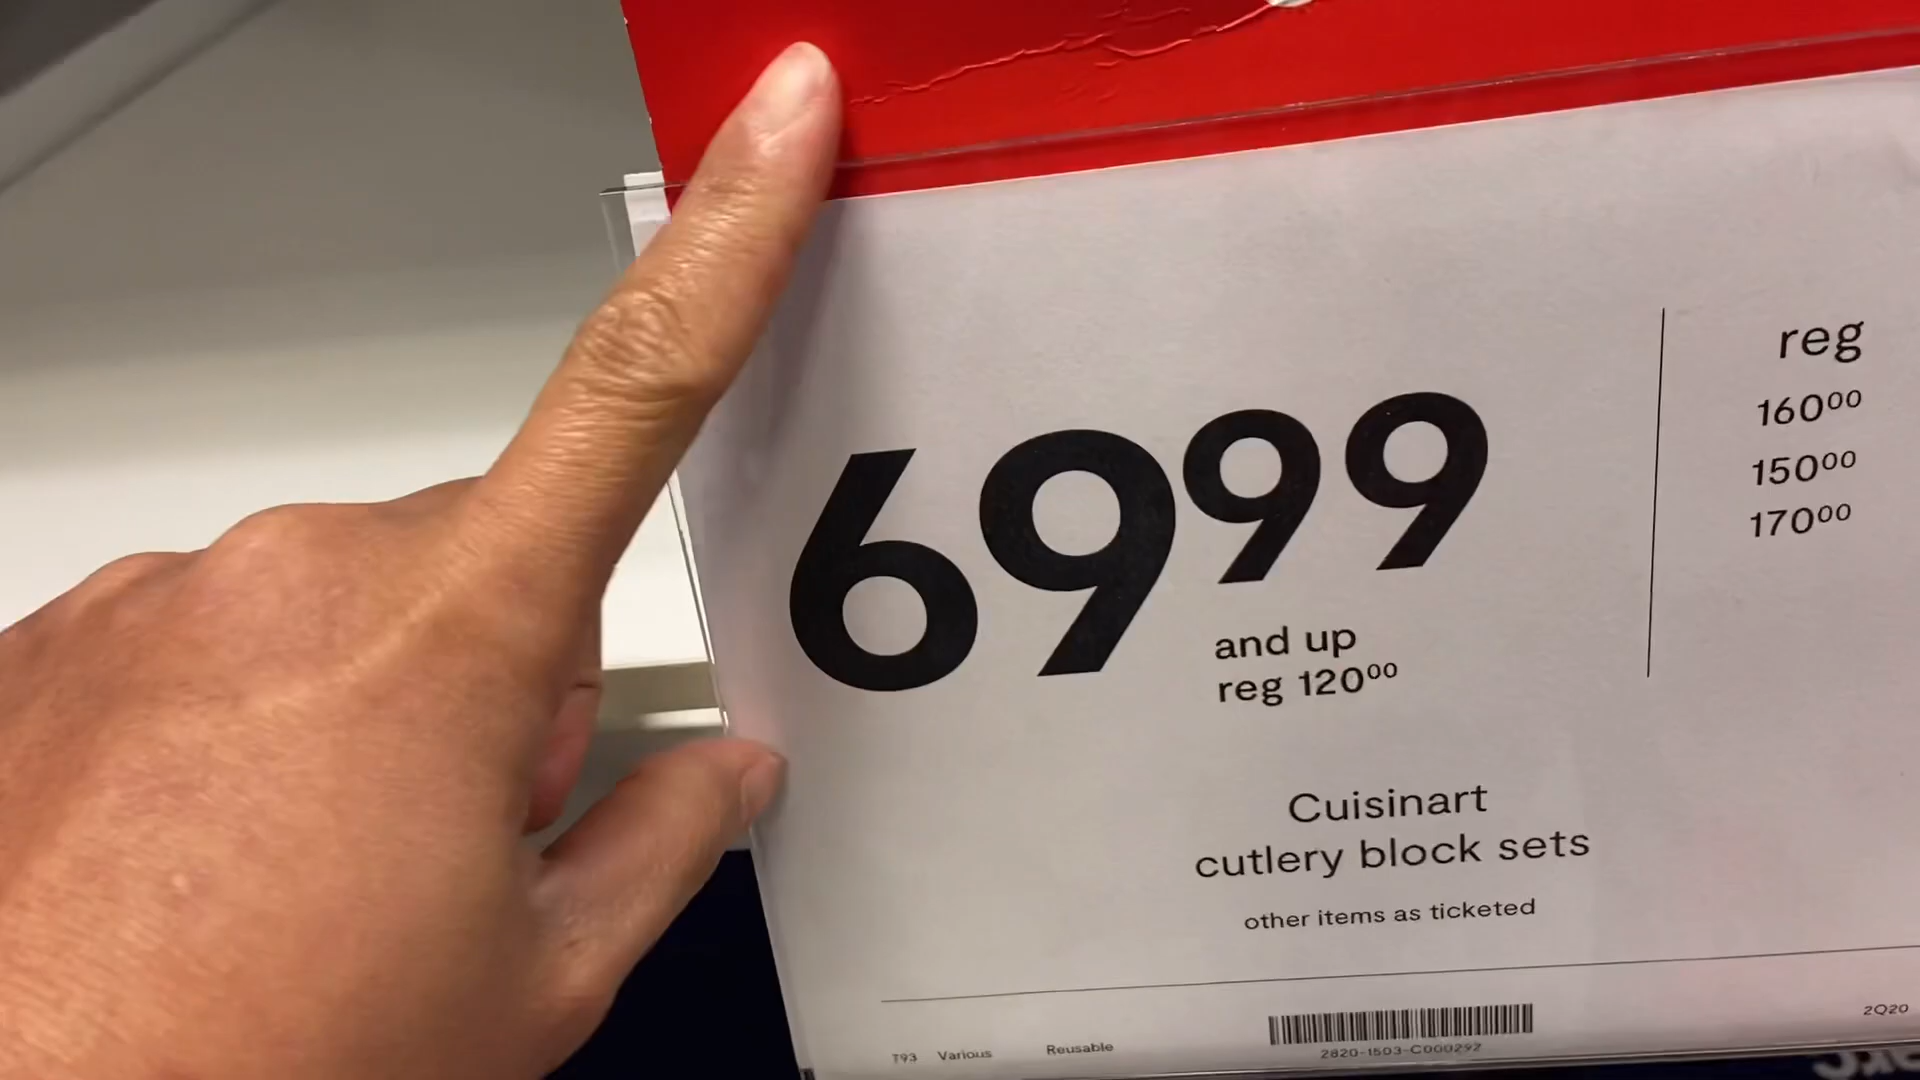 6999
and up
reg 120⁰⁰
reg
160⁰⁰
150⁰⁰
170⁰⁰
Cuisinart
cutlery block sets
other items as ticketed
793 Various Reusable
2820-1503-C000292
2Q20